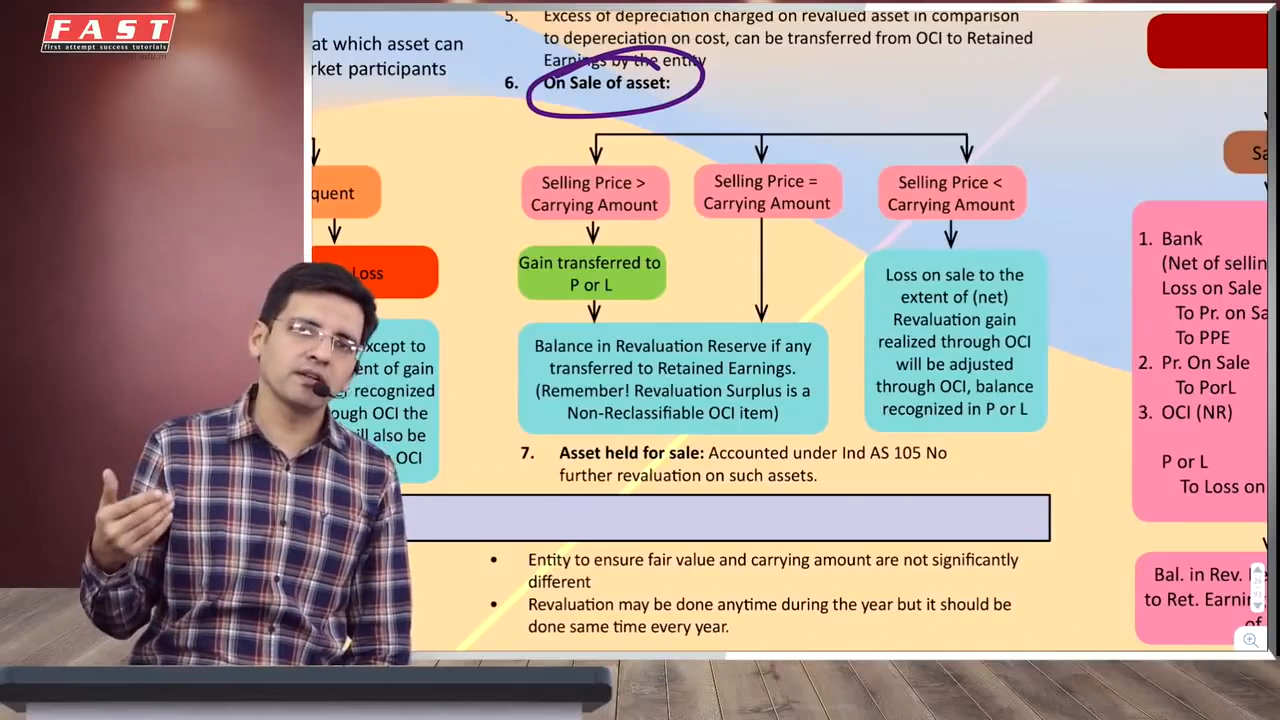 FAST
first attempt success tutorials
at which asset can
rket participants
quent
Loss
xcept to
ent of gain
recognized
ough OCI the
ill also be
OCI
5. Excess of depreciation charged on revalued asset in comparison
to depereciation on cost, can be transferred from OCI to Retained
Earnings by the entity
6. On Sale of asset:
Selling Price >
Carrying Amount
Selling Price =
Carrying Amount
Selling Price <
Carrying Amount
Gain transferred to
P or L
Balance in Revaluation Reserve if any
transferred to Retained Earnings.
(Remember! Revaluation Surplus is a
Non-Reclassifiable OCI item)
Loss on sale to the
extent of (net)
Revaluation gain
realized through OCI
will be adjusted
through OCI, balance
recognized in P or L
7. Asset held for sale: Accounted under Ind AS 105 No
further revaluation on such assets.
• Entity to ensure fair value and carrying amount are not significantly
different
• Revaluation may be done anytime during the year but it should be
done same time every year.
Sa
1. Bank
(Net of sellin
Loss on Sale
To Pr. on Sa
To PPE
2. Pr. On Sale
To PorL
3. OCI (NR)
P or L
To Loss on
Bal. in Rev.
to Ret. Earnin
of